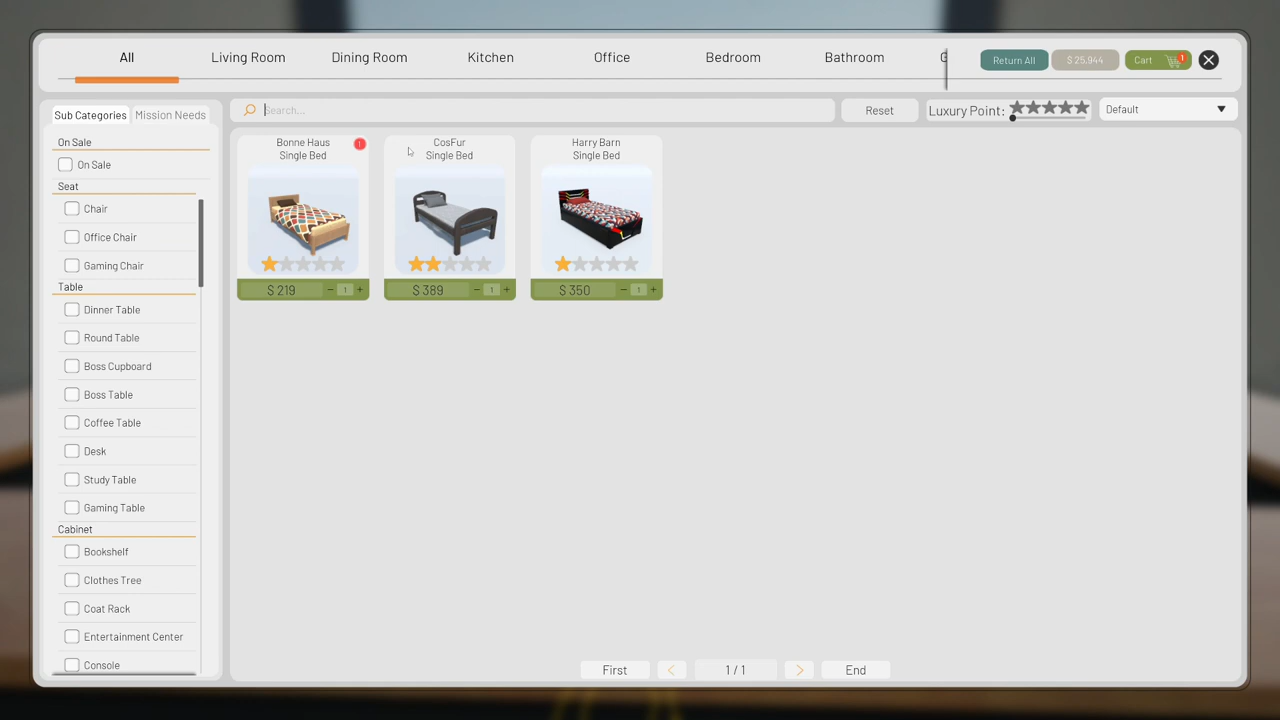 All
Living Room
Dining Room
Kitchen
Office
Bedroom
Bathroom
Return All
$ 25,944
Cart
1
Sub Categories
Mission Needs
Search...
Reset
Luxury Point:
Default
On Sale
On Sale
Seat
Chair
Office Chair
Gaming Chair
Table
Dinner Table
Round Table
Boss Cupboard
Boss Table
Coffee Table
Desk
Study Table
Gaming Table
Cabinet
Bookshelf
Clothes Tree
Coat Rack
Entertainment Center
Console
Bonne Haus
Single Bed
1
$ 219
− 1 +
CosFur
Single Bed
$ 389
− 1 +
Harry Barn
Single Bed
$ 350
− 1 +
First
<
1 / 1
>
End